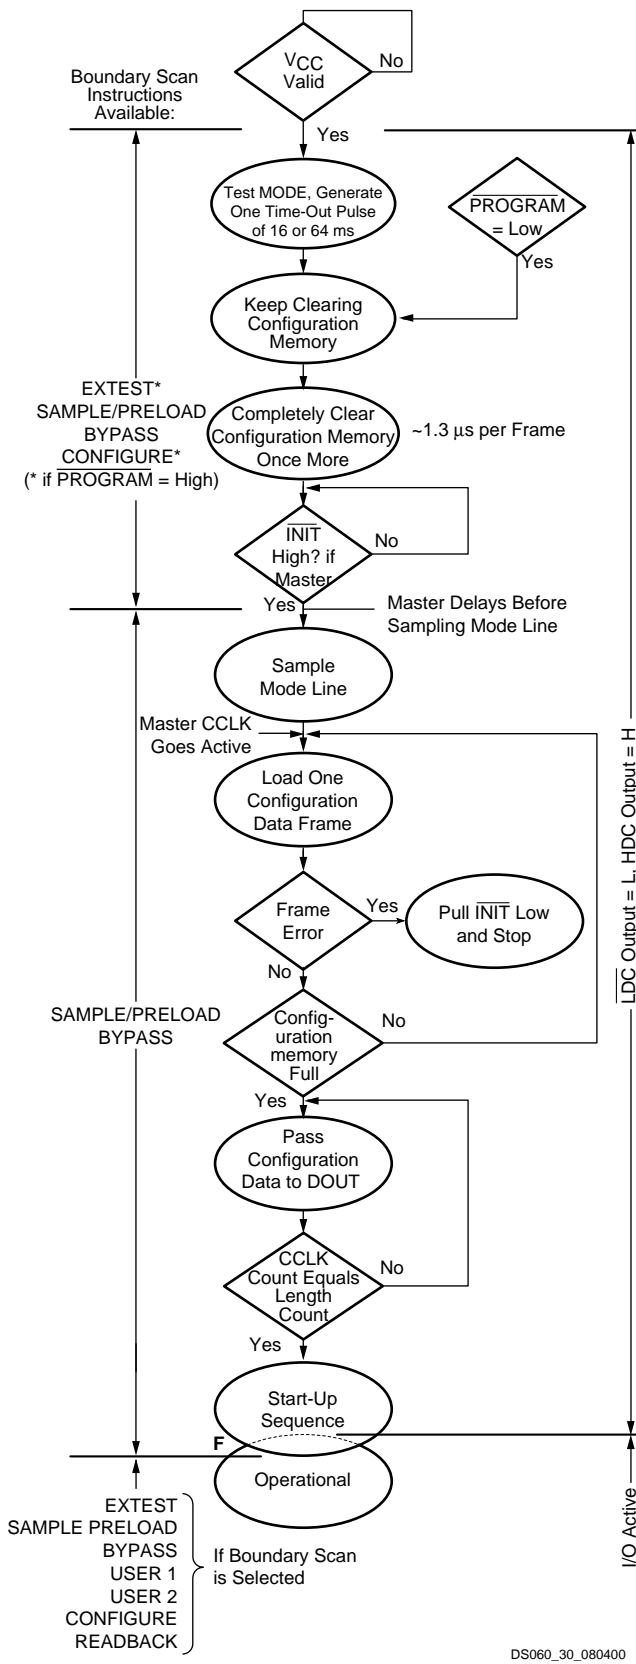 VCC
Valid
No
Boundary Scan
Instructions
Available:
Yes
Test MODE, Generate
One Time-Out Pulse
of 16 or 64 ms
PROGRAM
= Low
Yes
Keep Clearing
Configuration
Memory
EXTEST*
SAMPLE/PRELOAD
BYPASS
CONFIGURE*
(* if PROGRAM = High)
Completely Clear
Configuration Memory
Once More
~1.3 µs per Frame
INIT
High? if
Master
No
Yes
Master Delays Before
Sampling Mode Line
Sample
Mode Line
Master CCLK
Goes Active
Load One
Configuration
Data Frame
LDC Output = L, HDC Output = H
Frame
Error
Yes
Pull INIT Low
and Stop
No
SAMPLE/PRELOAD
BYPASS
Config-
uration
memory
Full
No
Yes
Pass
Configuration
Data to DOUT
CCLK
Count Equals
Length
Count
No
Yes
Start-Up
Sequence
F
Operational
EXTEST
SAMPLE PRELOAD
BYPASS
USER 1
USER 2
CONFIGURE
READBACK
If Boundary Scan
is Selected
I/O Active
DS060_30_080400